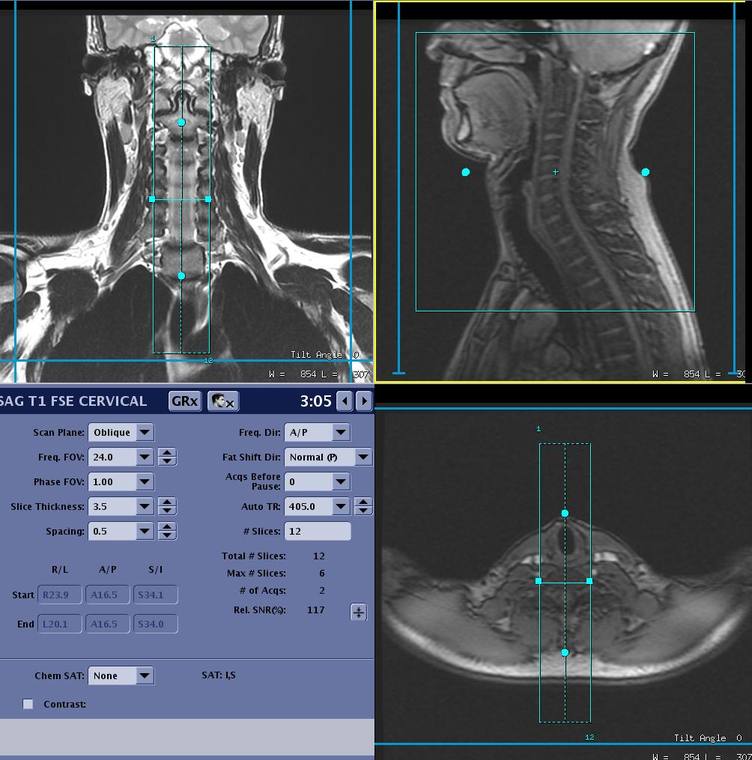 Tilt Angle 0
12
W = 854 L = 307
W = 854 L = 30
SAG T1 FSE CERVICAL GRx 3:05
Scan Plane: Oblique Freq. Dir: A/P
Freq. FOV: 24.0 Fat Shift Dir: Normal (P)
Phase FOV: 1.00 Acqs Before Pause: 0
Slice Thickness: 3.5 Auto TR: 405.0
Spacing: 0.5 # Slices: 12
Total # Slices: 12
R/L A/P S/I Max # Slices: 6
Start R23.9 A16.5 S34.1 # of Acqs: 2
End L20.1 A16.5 S34.0 Rel. SNR(%): 117
Chem SAT: None SAT: I,S
Contrast:
1
12
Tilt Angle 0
W = 854 L = 307